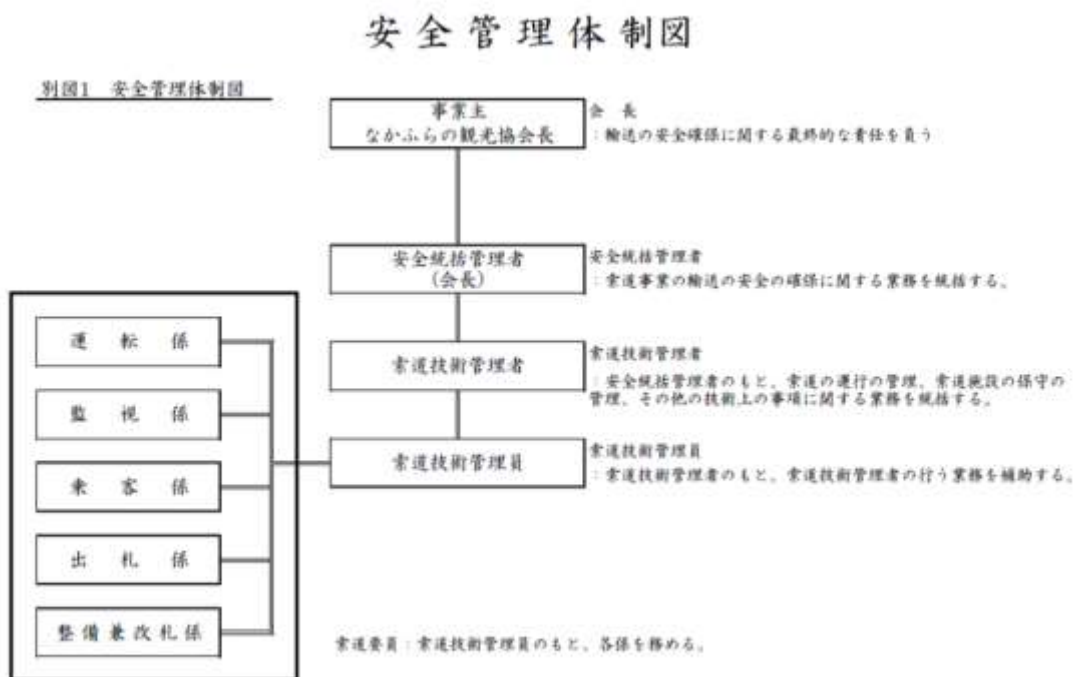 安全管理体制図
別図1　安全管理体制図
事業主
なかふらの観光協会長
会　長
：輸送の安全確保に関する最終的な責任を負う
安全統括管理者
(会長)
安全統括管理者
：索道事業の輸送の安全の確保に関する業務を統括する。
索道技術管理者
索道技術管理者
：安全統括管理者のもと、索道の運行の管理、索道施設の保守の
管理、その他の技術上の事項に関する業務を統括する。
索道技術管理員
索道技術管理員
：索道技術管理者のもと、索道技術管理者の行う業務を補助する。
運　転　係
監　視　係
乗　客　係
出　札　係
整備兼改札係
索道要員：索道技術管理員のもと、各係を務める。